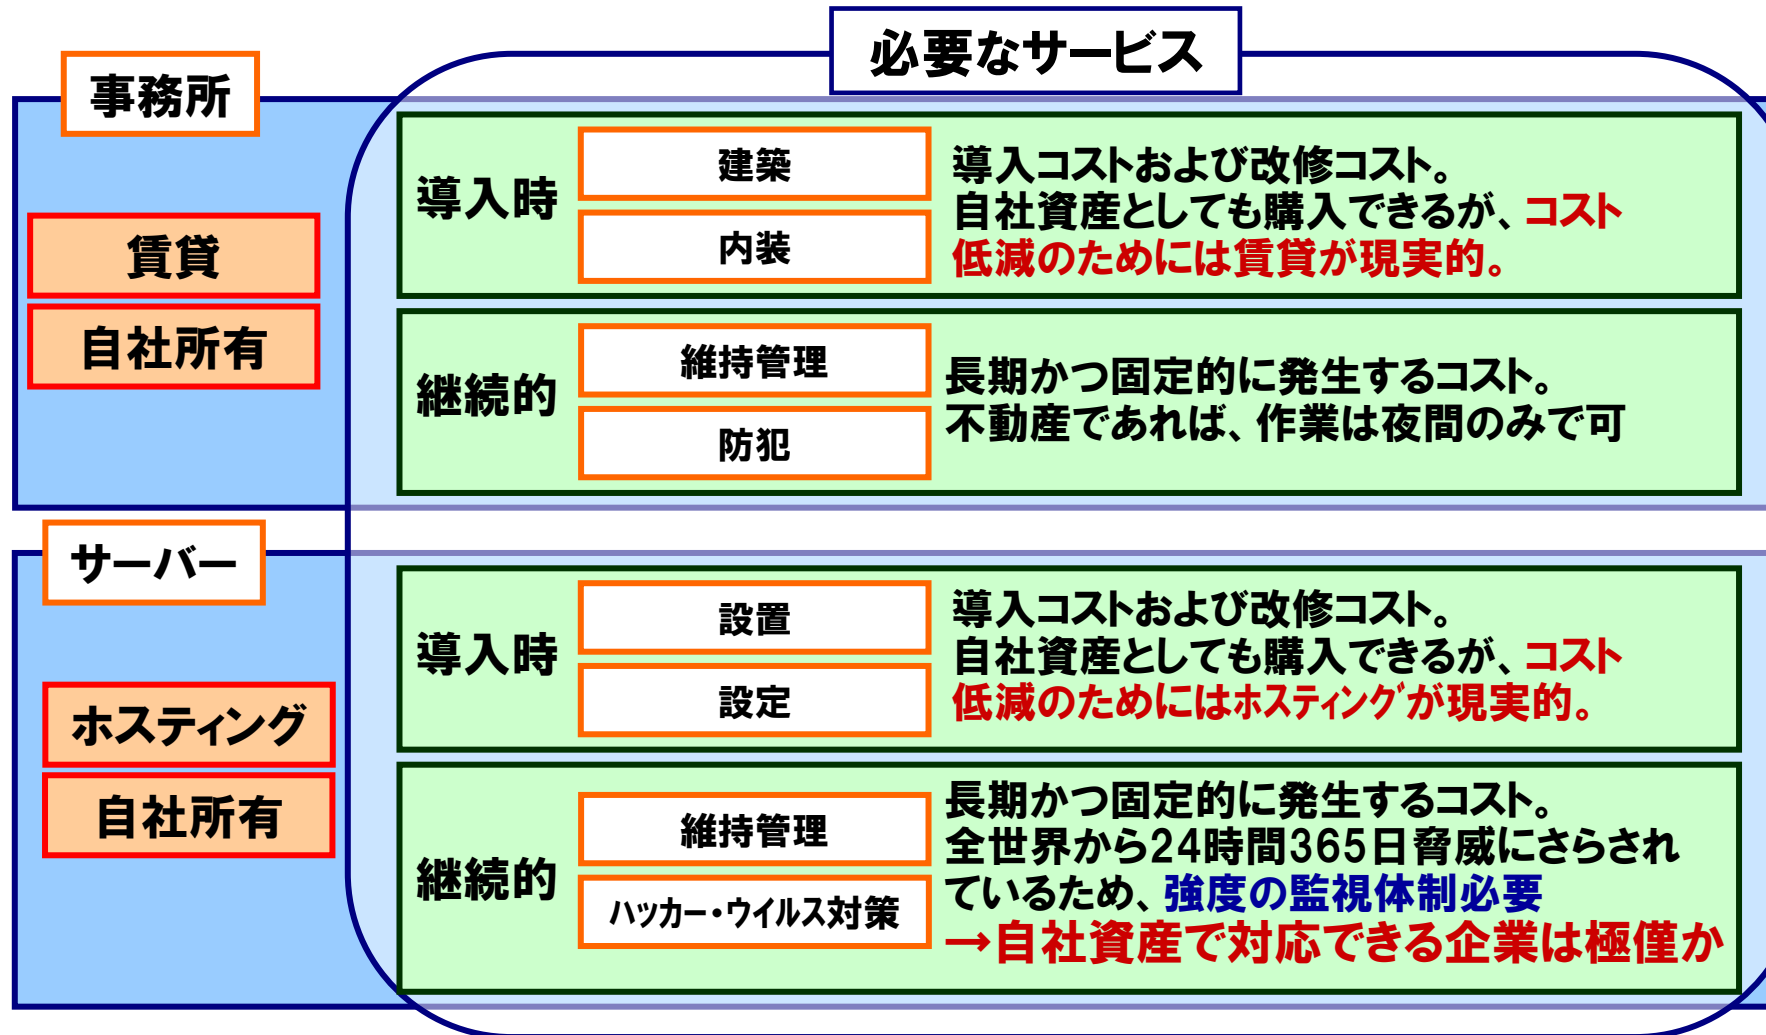 必要なサービス
事務所
賃貸
自社所有
導入時
建築
内装
導入コストおよび改修コスト。
自社資産としても購入できるが、コスト
低減のためには賃貸が現実的。
継続的
維持管理
防犯
長期かつ固定的に発生するコスト。
不動産であれば、作業は夜間のみで可
サーバー
ホスティング
自社所有
導入時
設置
設定
導入コストおよび改修コスト。
自社資産としても購入できるが、コスト
低減のためにはホスティングが現実的。
継続的
維持管理
ハッカー・ウイルス対策
長期かつ固定的に発生するコスト。
全世界から24時間365日脅威にさらされ
ているため、強度の監視体制必要
→自社資産で対応できる企業は極僅か